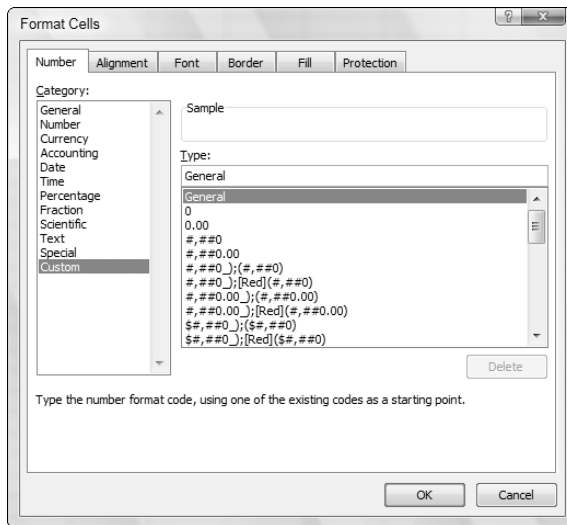 Format Cells
Number Alignment Font Border Fill Protection
Category:
General
Number
Currency
Accounting
Date
Time
Percentage
Fraction
Scientific
Text
Special
Custom
Sample
Type:
General
General
0
0.00
#,##0
#,##0.00
#,##0_);(#,##0)
#,##0_);[Red](#,##0)
#,##0.00_);(#,##0.00)
#,##0.00_);[Red](#,##0.00)
$#,##0_);($#,##0)
$#,##0_);[Red]($#,##0)
Delete
Type the number format code, using one of the existing codes as a starting point.
OK Cancel